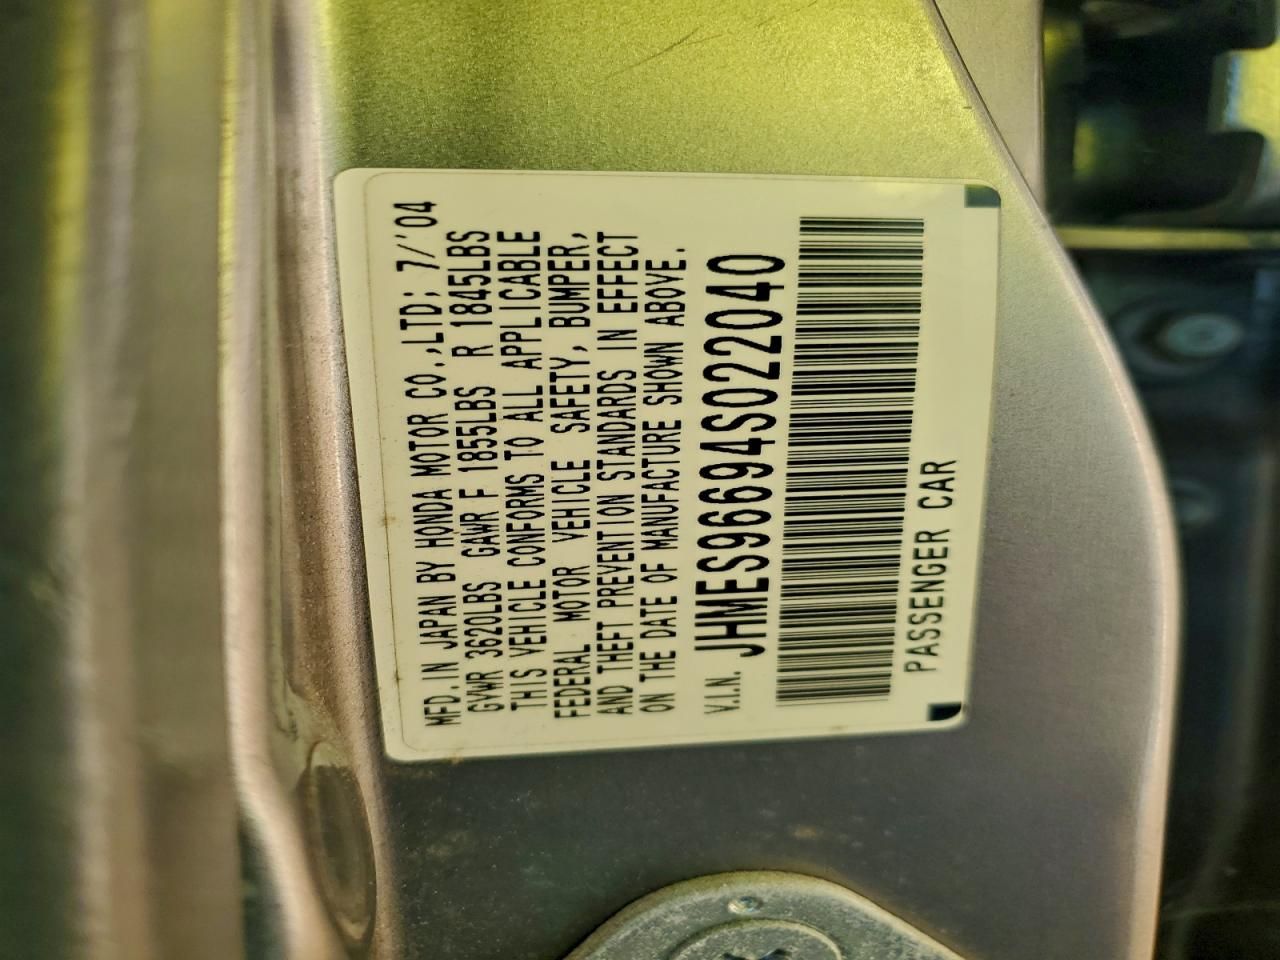 MFD. IN JAPAN BY HONDA MOTOR CO.,LTD; 7/'04
GVWR 3620LBS GAWR F 1855LBS R 1845LBS
THIS VEHICLE CONFORMS TO ALL APPLICABLE
FEDERAL MOTOR VEHICLE SAFETY, BUMPER,
AND THEFT PREVENTION STANDARDS IN EFFECT
ON THE DATE OF MANUFACTURE SHOWN ABOVE.
V.I.N. JHMES96694S022040
PASSENGER CAR